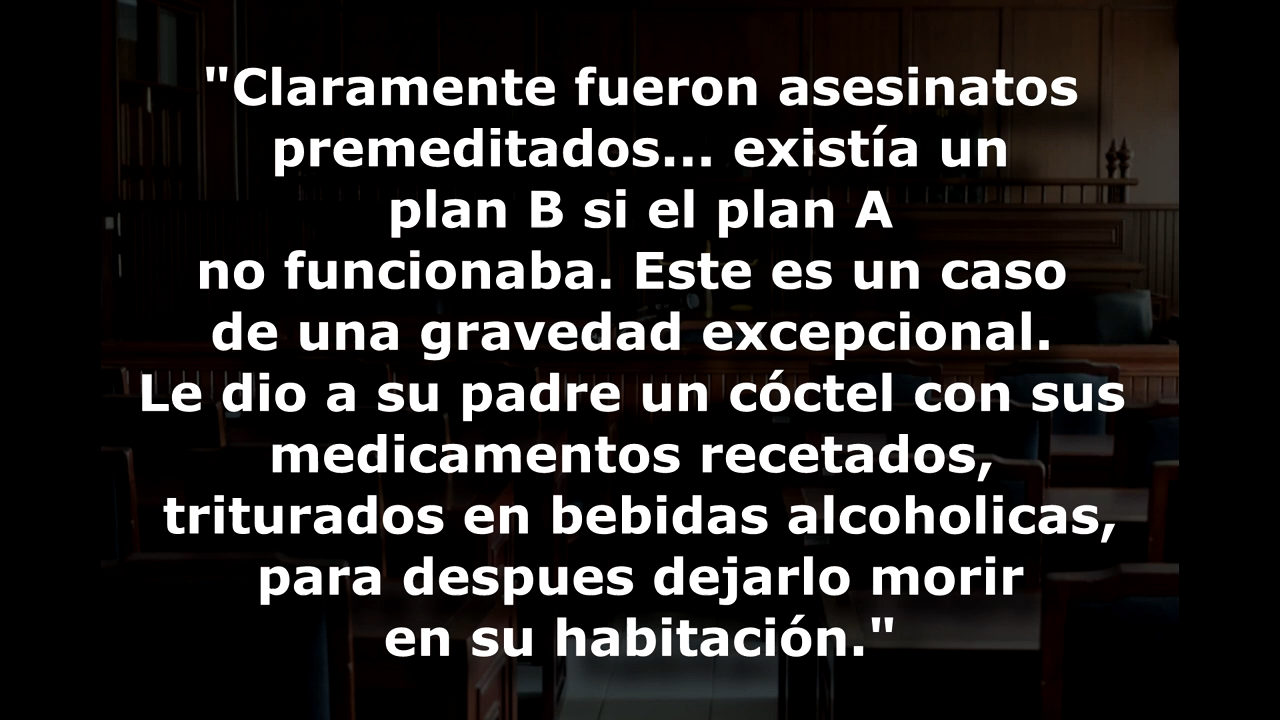 "Claramente fueron asesinatos
premeditados... existía un
plan B si el plan A
no funcionaba. Este es un caso
de una gravedad excepcional.
Le dio a su padre un cóctel con sus
medicamentos recetados,
triturados en bebidas alcoholicas,
para despues dejarlo morir
en su habitación."